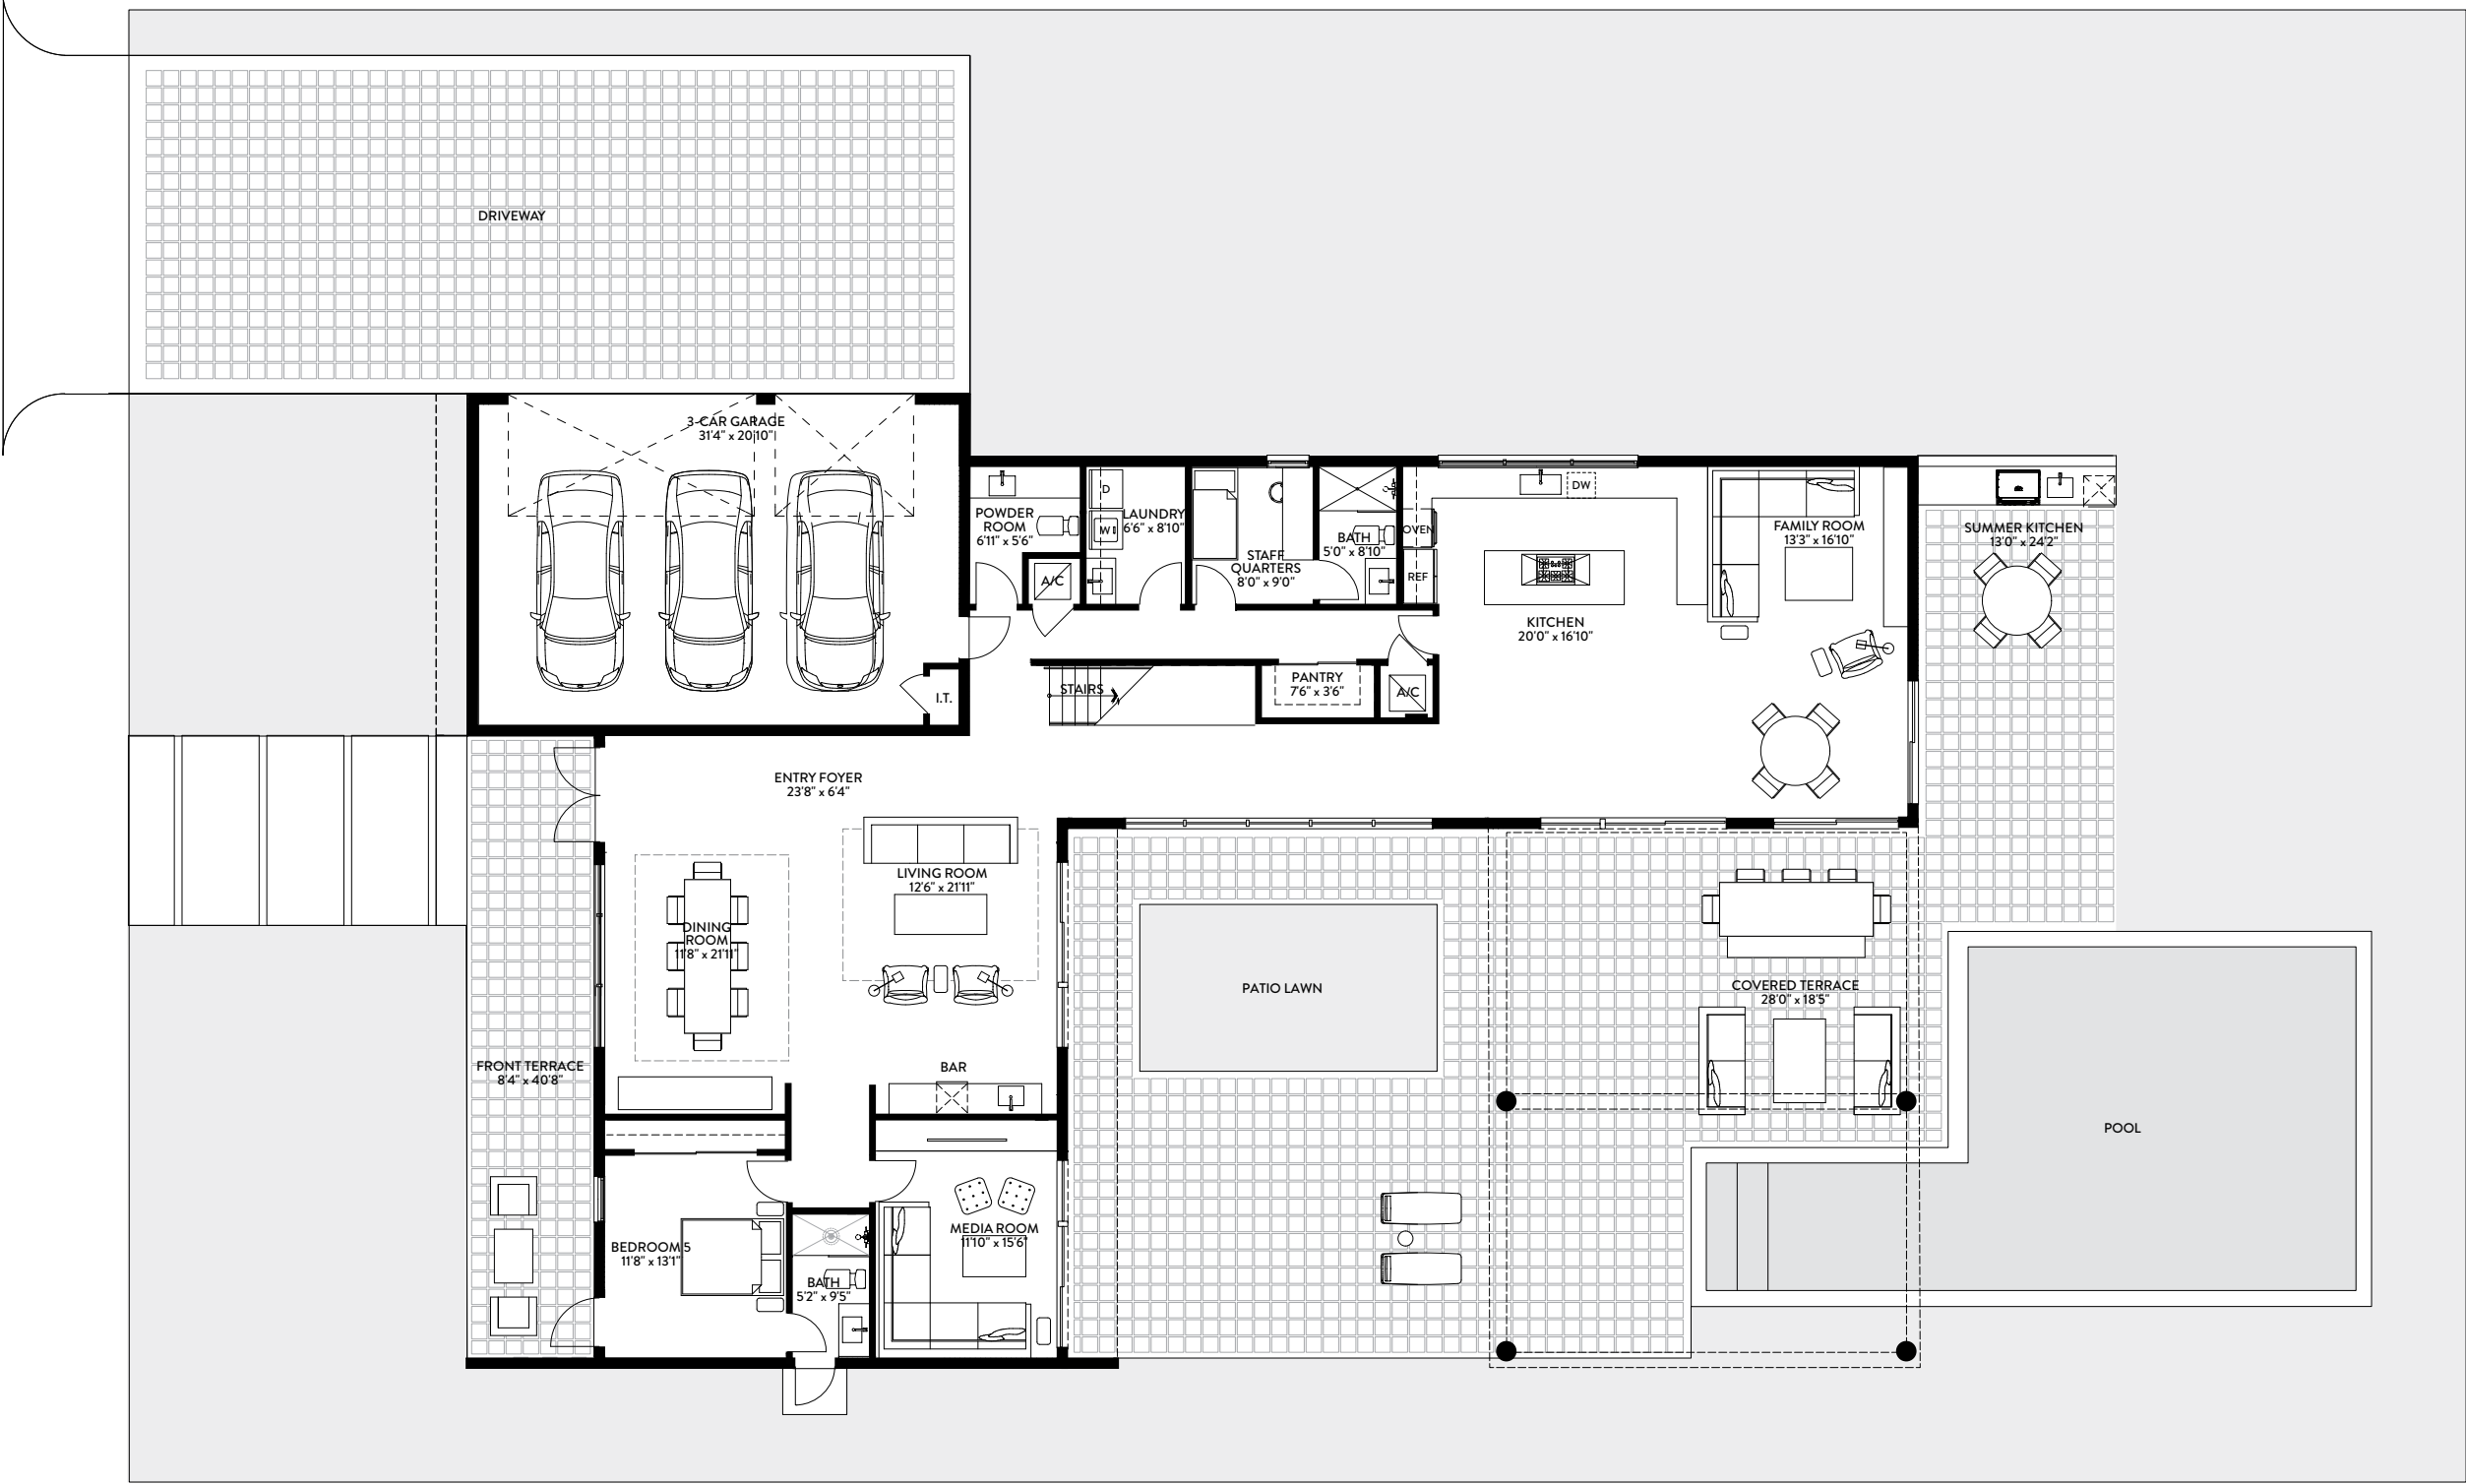 DRIVEWAY
3-CAR GARAGE
31'4" x 20'10"
POWDER
ROOM
6'11" x 5'6"
A/C
D
W
LAUNDRY
6'6" x 8'10"
STAFF
QUARTERS
8'0" x 9'0"
BATH
5'0" x 8'10"
OVEN
REF
DW
KITCHEN
20'0" x 16'10"
FAMILY ROOM
13'3" x 16'10"
SUMMER KITCHEN
13'0" x 24'2"
I.T.
STAIRS
PANTRY
7'6" x 3'6"
A/C
ENTRY FOYER
23'8" x 6'4"
LIVING ROOM
12'6" x 21'11"
DINING
ROOM
11'8" x 21'11"
PATIO LAWN
COVERED TERRACE
28'0" x 18'5"
FRONT TERRACE
8'4" x 40'8"
BAR
POOL
BEDROOM 5
11'8" x 13'1"
BATH
5'2" x 9'5"
MEDIA ROOM
11'10" x 15'6"